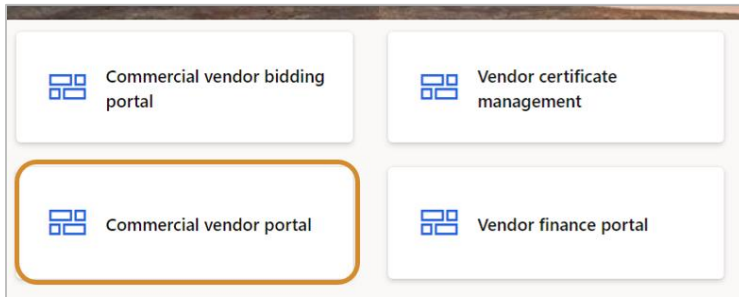 Commercial vendor bidding
portal
Vendor certificate
management
Commercial vendor portal
Vendor finance portal